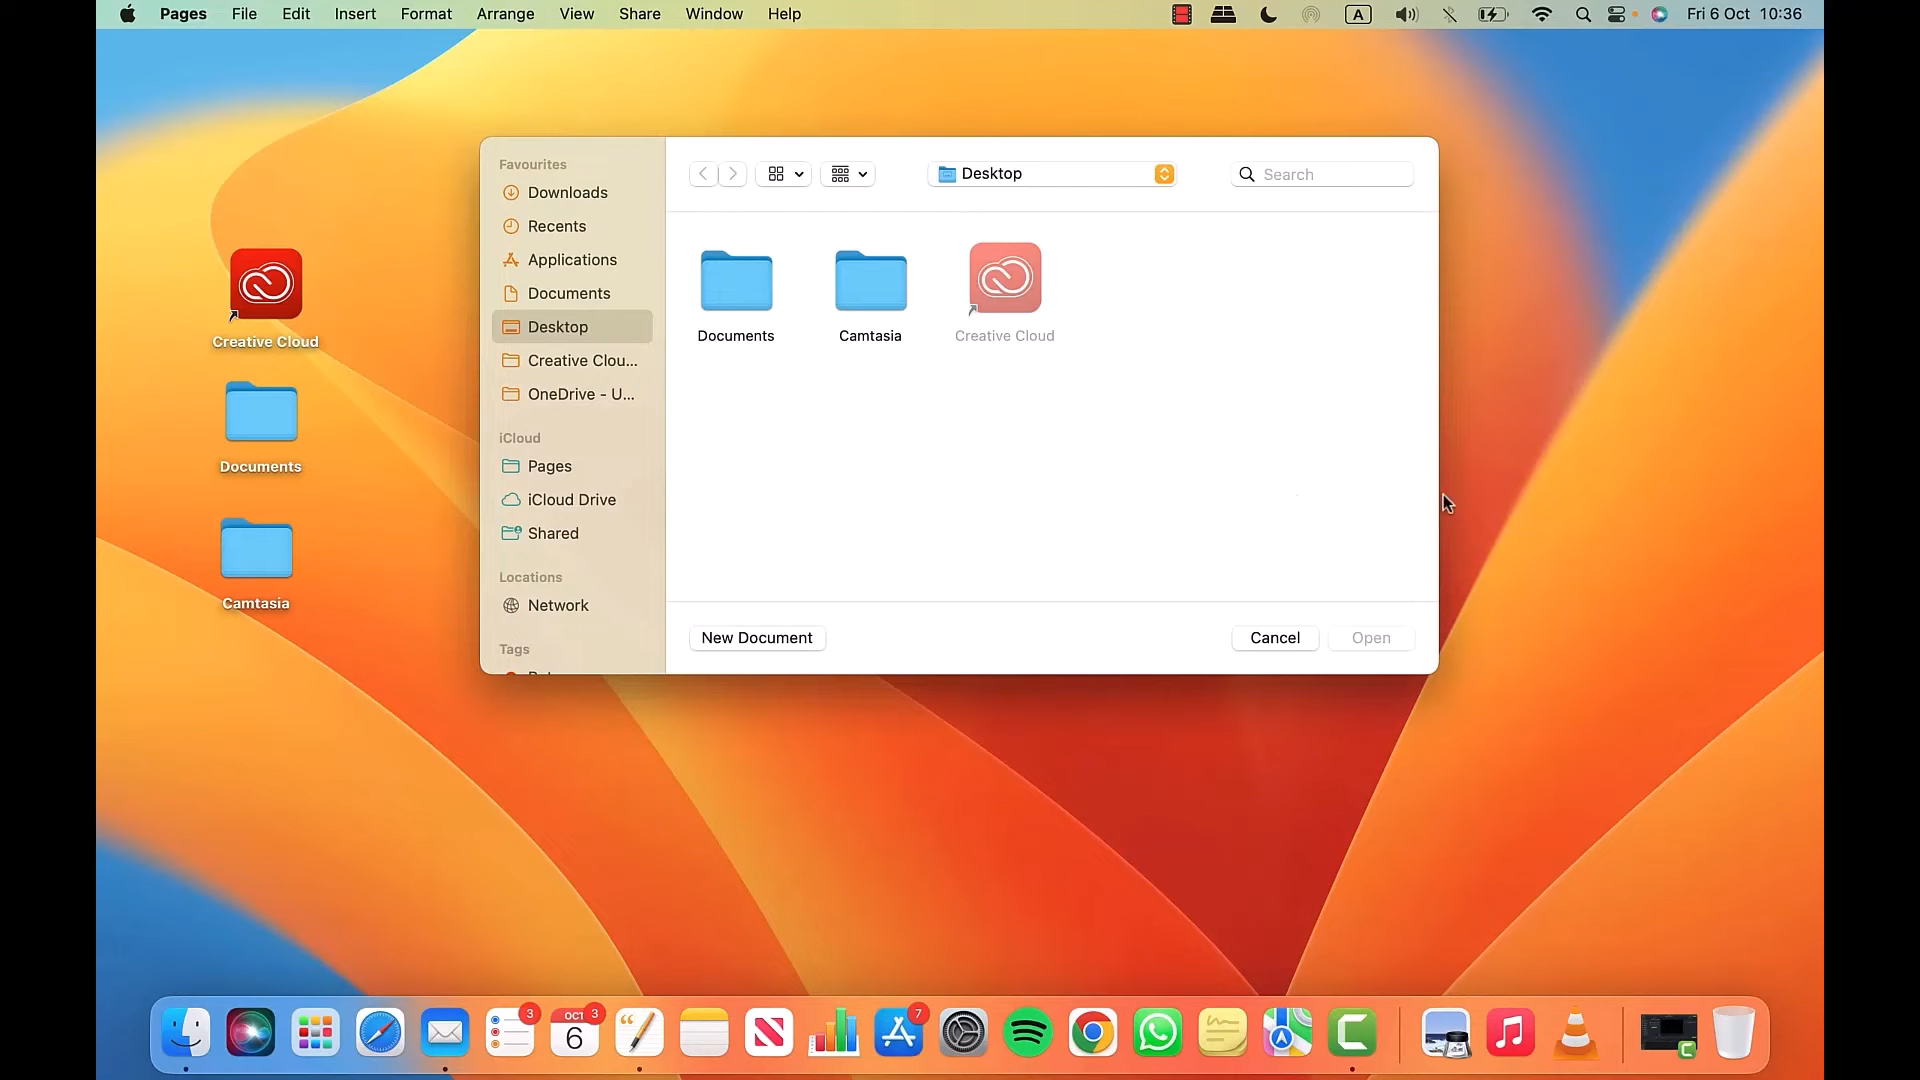 Pages File Edit Insert Format Arrange View Share Window Help A Fri 6 Oct 10:36
Favourites
Downloads
Recents
Applications
Documents
Desktop
Creative Clou...
OneDrive - U...
iCloud
Pages
iCloud Drive
Shared
Locations
Network
Tags
Desktop
Search
Documents Camtasia Creative Cloud
New Document Cancel Open
Creative Cloud
Documents
Camtasia
3
OCT 3
6
7